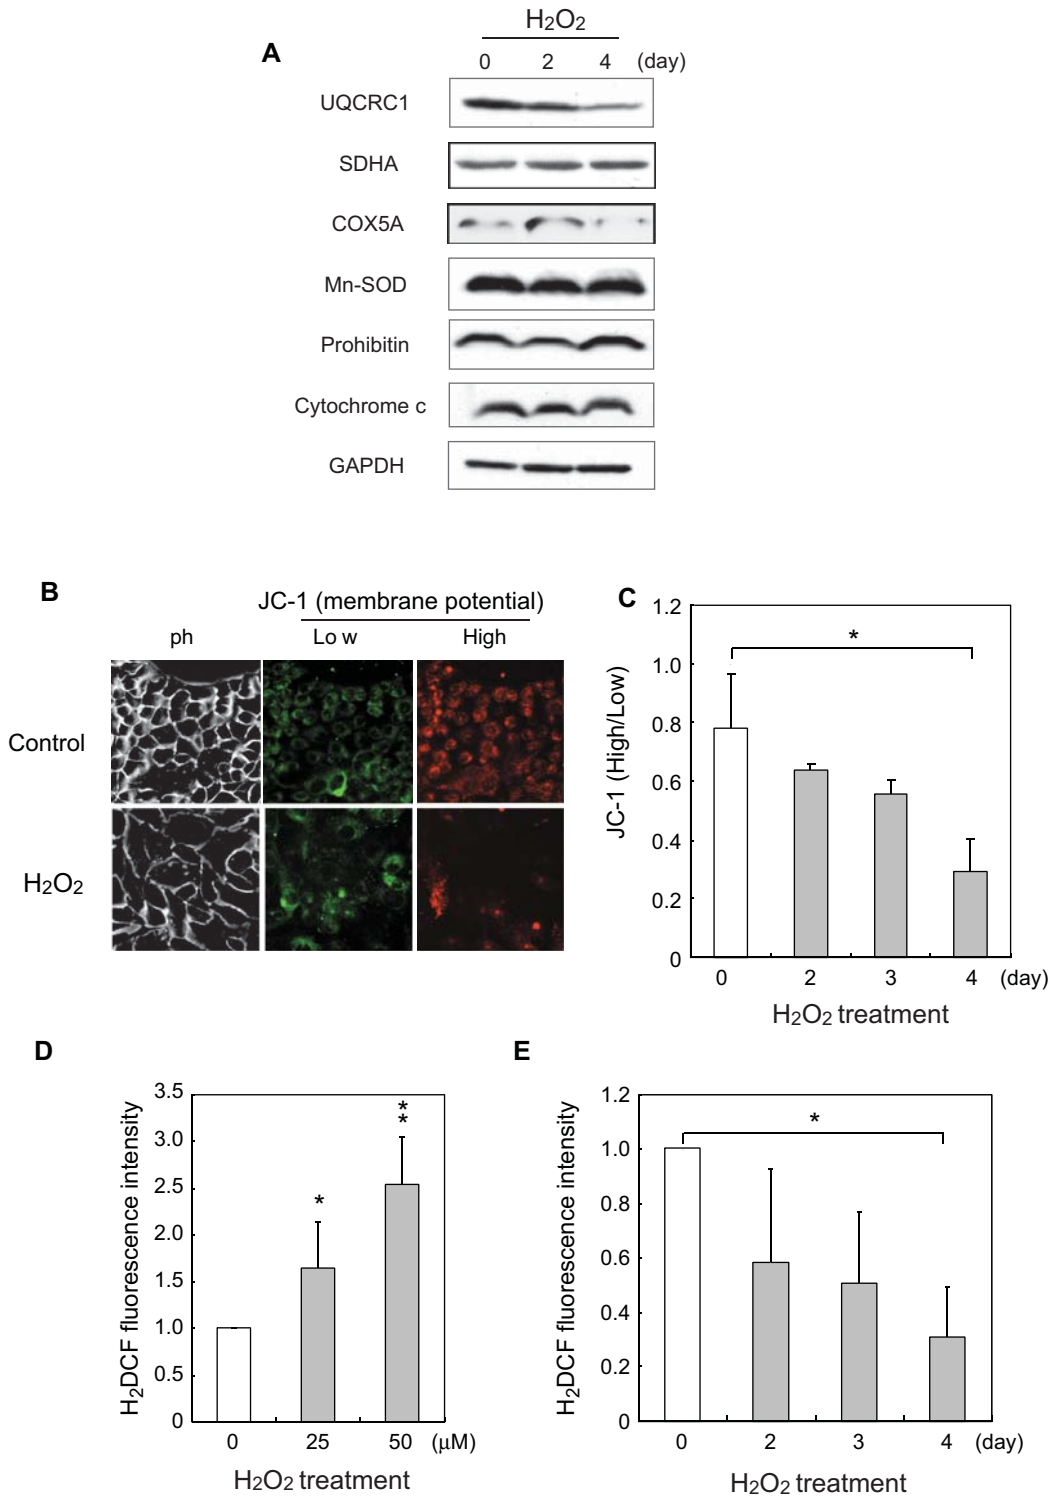 H2O2
A
0 2 4 (day)
UQCRC1
SDHA
COX5A
Mn-SOD
Prohibitin
Cytochrome c
GAPDH
B
JC-1 (membrane potential)
ph Lo w High
Control
H2O2
C
1.2
1.0
0.8
0.6
0.4
0.2
0
JC-1 (High/Low)
*
0 2 3 4 (day)
H2O2 treatment
D
3.5
3.0
2.5
2.0
1.5
1.0
0.5
0
H2DCF fluorescence intensity
*
*
*
0 25 50 (μM)
H2O2 treatment
E
1.2
1.0
0.8
0.6
0.4
0.2
0
H2DCF fluorescence intensity
*
0 2 3 4 (day)
H2O2 treatment